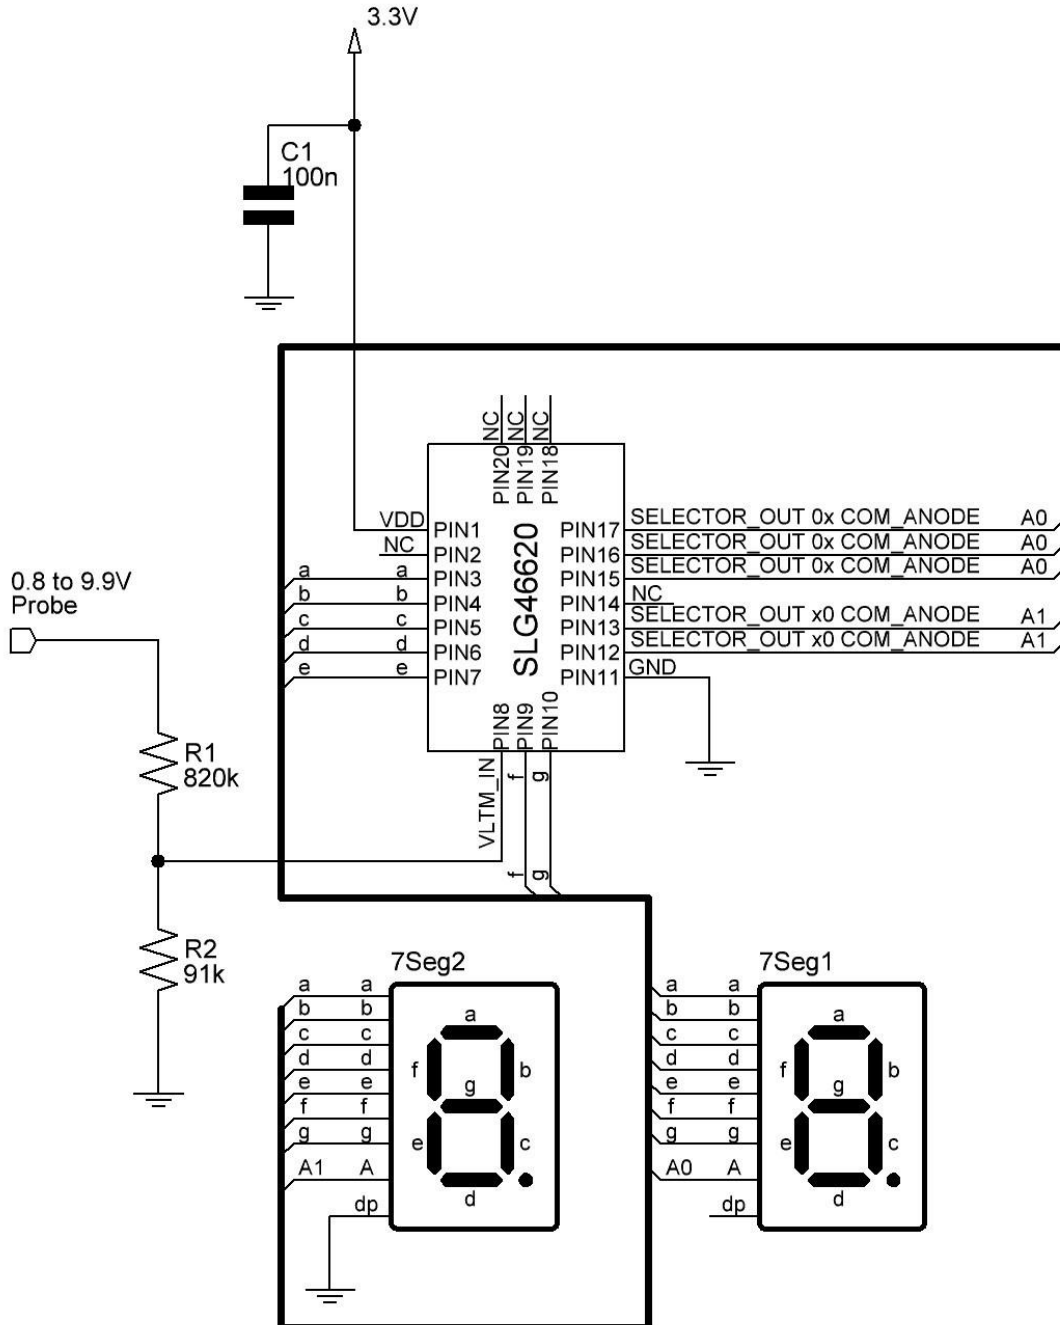 3.3V
C1
100n
NC NC NC
PIN20 PIN19 PIN18
VDD PIN1 PIN17 SELECTOR_OUT 0x COM_ANODE A0
NC PIN2 PIN16 SELECTOR_OUT 0x COM_ANODE A0
a a PIN3 PIN15 SELECTOR_OUT 0x COM_ANODE A0
b b PIN4 PIN14 NC
c c PIN5 PIN13 SELECTOR_OUT x0 COM_ANODE A1
d d PIN6 PIN12 SELECTOR_OUT x0 COM_ANODE A1
e e PIN7 PIN11 GND
SLG46620
PIN8 PIN9 PIN10
VLTM_IN f g
f g
0.8 to 9.9V
Probe
R1
820k
R2
91k
7Seg2
a a
b b
c c
d d
e e
f f
g g
A1 A
dp
a
f b
g
e c
d
7Seg1
a a
b b
c c
d d
e e
f f
g g
A0 A
dp
a
f b
g
e c
d